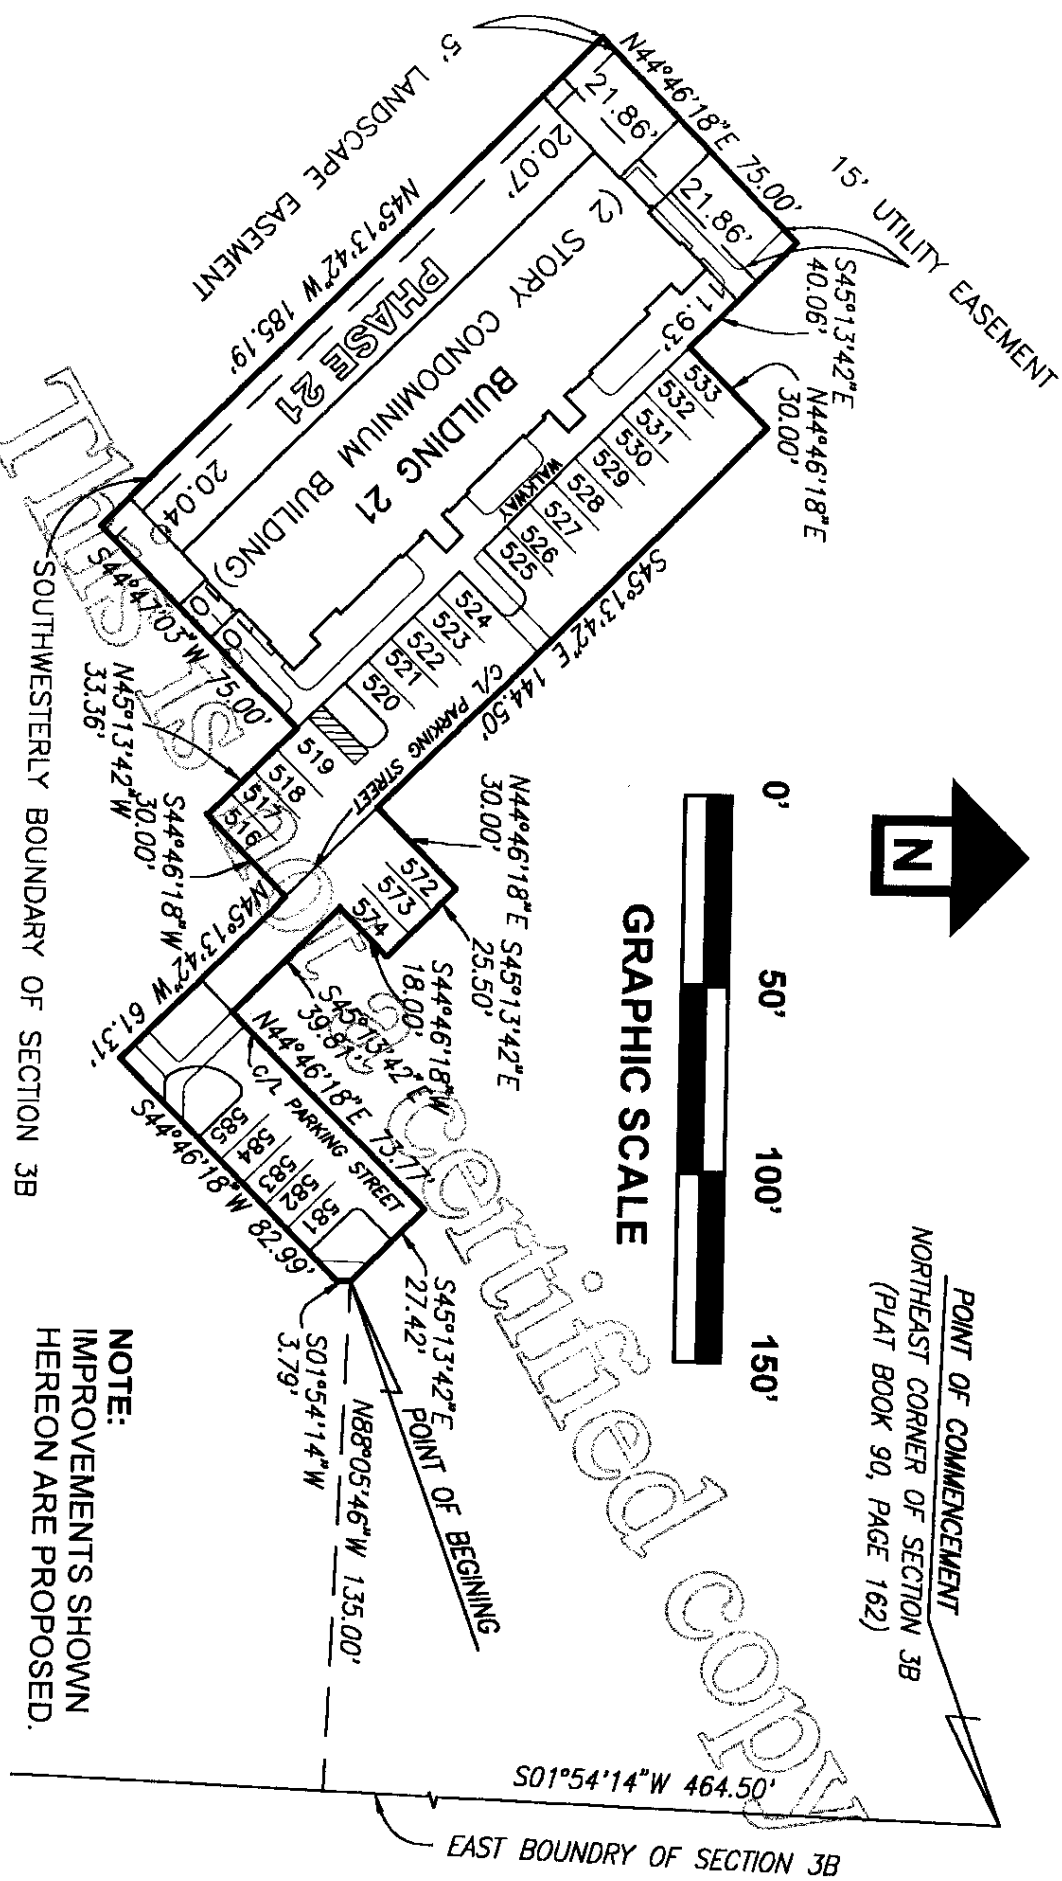 POINT OF COMMENCEMENT
NORTHEAST CORNER OF SECTION 3B
(PLAT BOOK 90, PAGE 162)
N
0'
50'
100'
150'
GRAPHIC SCALE
15' UTILITY EASEMENT
5' LANDSCAPE EASEMENT
N44°46'18"E 75.00'
21.86'
21.86'
20.07'
11.93'
S45°13'42"E
40.06'
N44°46'18"E
30.00'
N45°13'42"W 185.19'
PHASE 21
(2 STORY CONDOMINIUM BUILDING)
BUILDING 21
20.04'
533
532
531
530
529
528
527
526
525
WALKWAY
524
523
522
521
520
519
518
517
516
S45°13'42"E 144.50'
C/L PARKING STREET
S44°47'03"W 75.00'
N45°13'42"W
33.36'
S44°46'18"W
30.00'
N44°46'18"E
30.00'
S45°13'42"E
25.50'
572
573
574
S44°46'18"W
18.00'
S45°13'42"E
39.81'
N45°13'42"W 61.31'
N44°46'18"E 73.77'
C/L PARKING STREET
585
584
583
582
581
S44°46'18"W 82.99'
S45°13'42"E
27.42'
S01°54'14"W
3.79'
POINT OF BEGINING
N88°05'46"W 135.00'
S01°54'14"W 464.50'
EAST BOUNDRY OF SECTION 3B
SOUTHWESTERLY BOUNDARY OF SECTION 3B
NOTE:
IMPROVEMENTS SHOWN
HEREON ARE PROPOSED.
This is not a certified copy